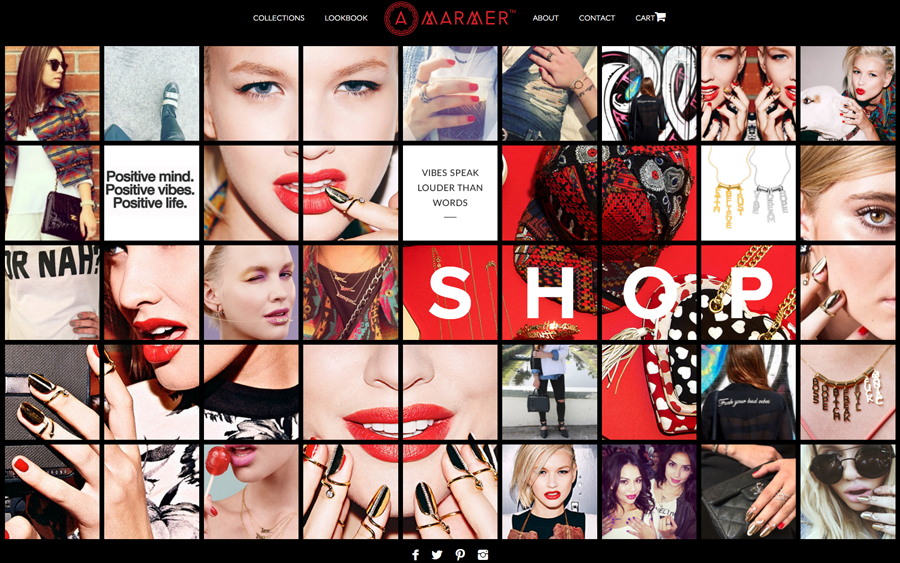 COLLECTIONS
LOOKBOOK
A MARMER™
ABOUT
CONTACT
CART
Positive mind.
Positive vibes.
Positive life.
VIBES SPEAK
LOUDER THAN
WORDS
OR NAH?
SHOP
Fuck your bad vibes